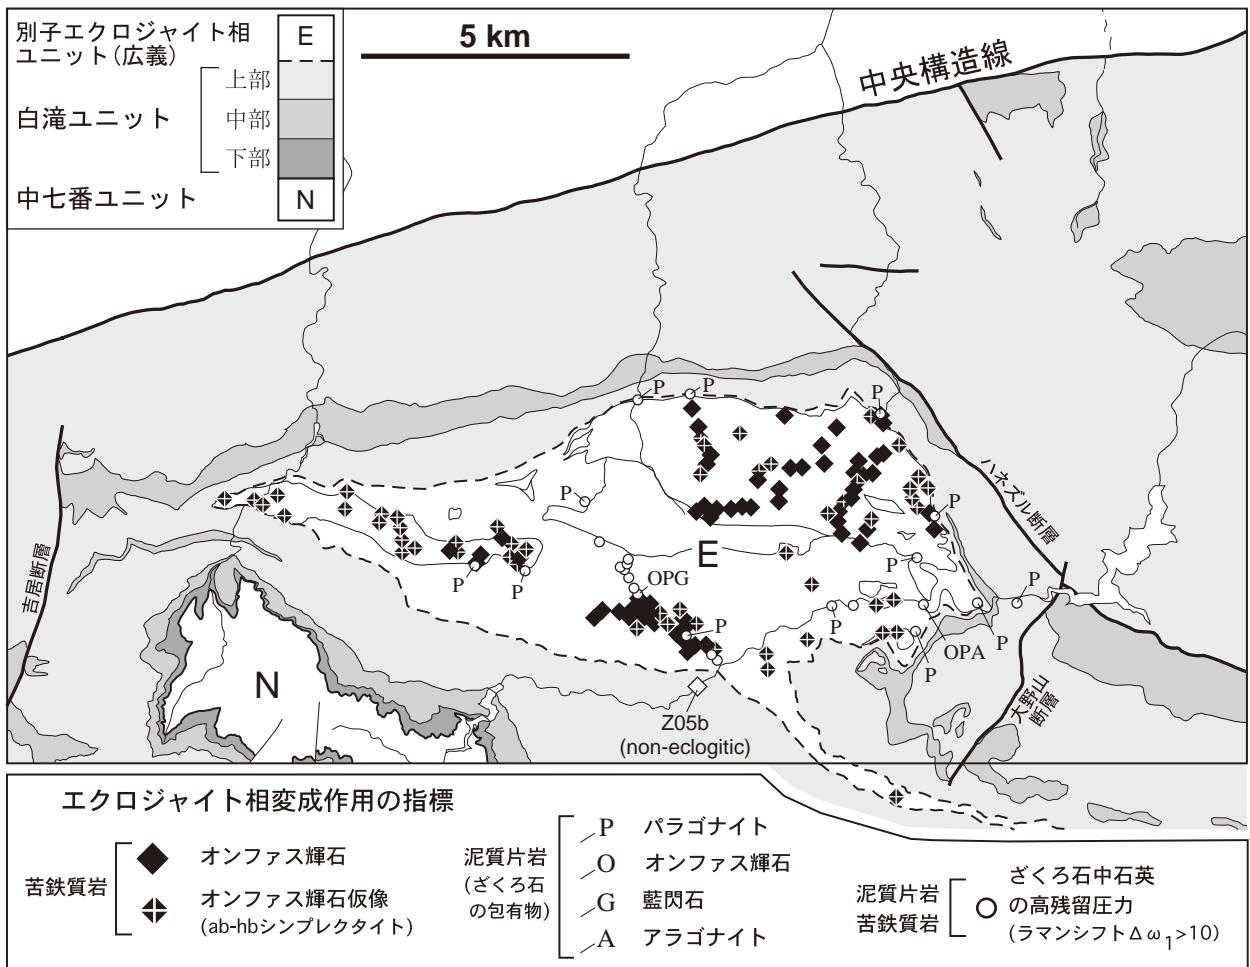 別子エクロジャイト相
ユニット(広義)
E
上部
白滝ユニット
中部
下部
中七番ユニット
N
5 km
中央構造線
P
P
P
ハネズル断層
P
P
E
吉居断層
P
P
OPG
P
P
P
P
P
OPA
P
N
Z05b
(non-eclogitic)
大野山
断層
エクロジャイト相変成作用の指標
苦鉄質岩
オンファス輝石
オンファス輝石仮像
(ab-hbシンプレクタイト)
泥質片岩
(ざくろ石
の包有物)
P パラゴナイト
O オンファス輝石
G 藍閃石
A アラゴナイト
泥質片岩
苦鉄質岩
ざくろ石中石英
の高残留圧力
(ラマンシフトΔω1>10)